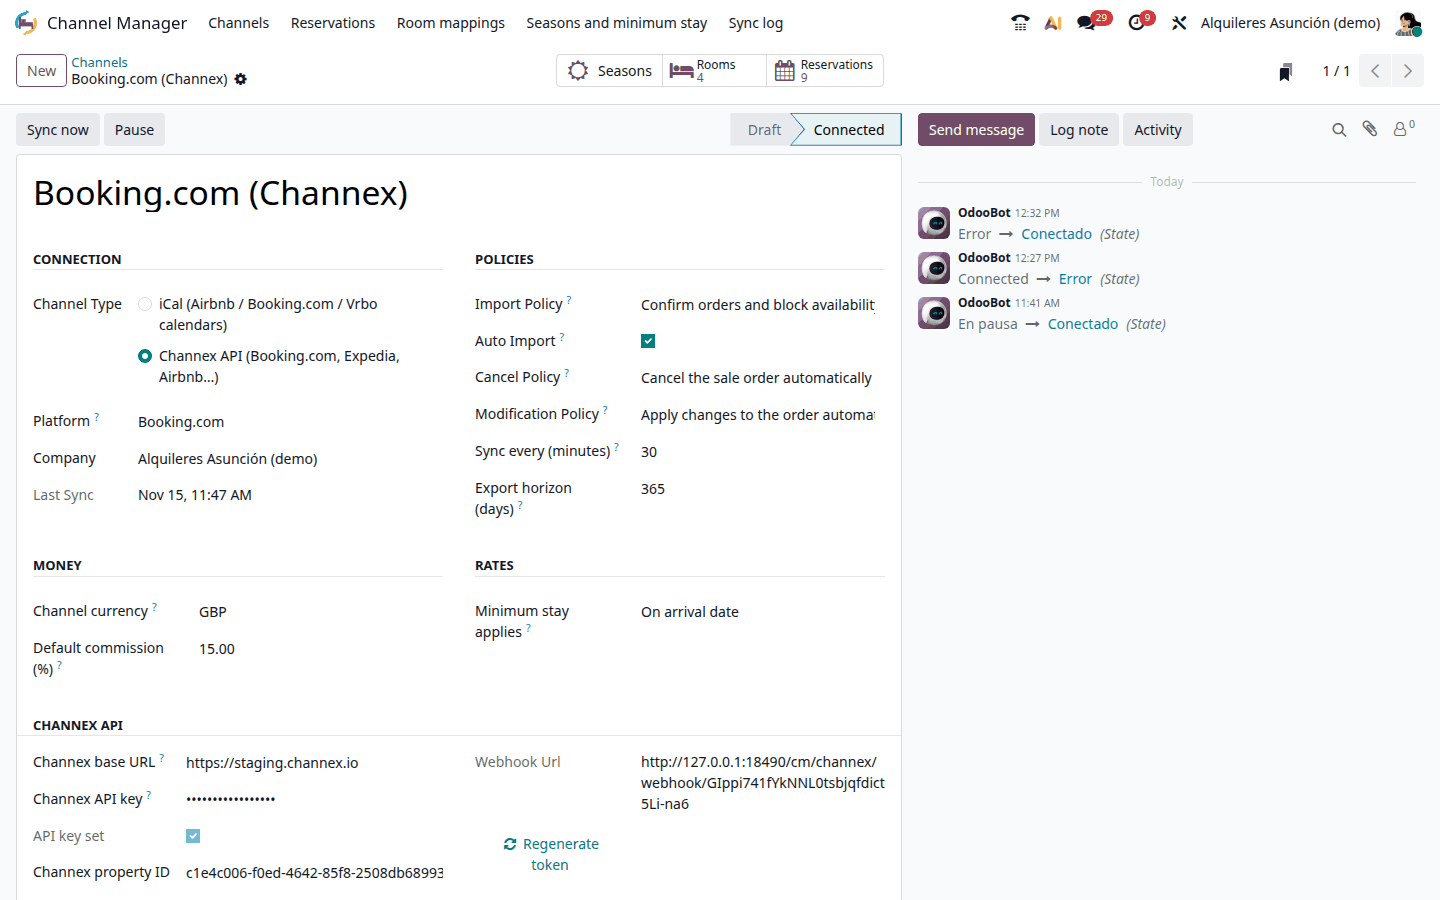 Channel Manager Channels Reservations Room mappings Seasons and minimum stay Sync log 29 9 Alquileres Asunción (demo)
New Channels
Booking.com (Channex)
Seasons Rooms 4 Reservations 9 1 / 1
Sync now Pause Draft Connected Send message Log note Activity 0
Booking.com (Channex)
CONNECTION
Channel Type
iCal (Airbnb / Booking.com / Vrbo
calendars)
Channex API (Booking.com, Expedia,
Airbnb...)
Platform ? Booking.com
Company Alquileres Asunción (demo)
Last Sync Nov 15, 11:47 AM
POLICIES
Import Policy ? Confirm orders and block availability
Auto Import ?
Cancel Policy ? Cancel the sale order automatically
Modification Policy ? Apply changes to the order automat
Sync every (minutes) ? 30
Export horizon
(days) ? 365
MONEY
Channel currency ? GBP
Default commission
(%) ? 15.00
RATES
Minimum stay
applies ? On arrival date
CHANNEX API
Channex base URL ? https://staging.channex.io
Channex API key ? ••••••••••••••••
API key set
Channex property ID c1e4c006-f0ed-4642-85f8-2508db68993
Webhook Url http://127.0.0.1:18490/cm/channex/
webhook/GIppi741fYkNNL0tsbjqfdict
5Li-na6
Regenerate
token
Today
OdooBot 12:32 PM
Error → Conectado (State)
OdooBot 12:27 PM
Connected → Error (State)
OdooBot 11:41 AM
En pausa → Conectado (State)